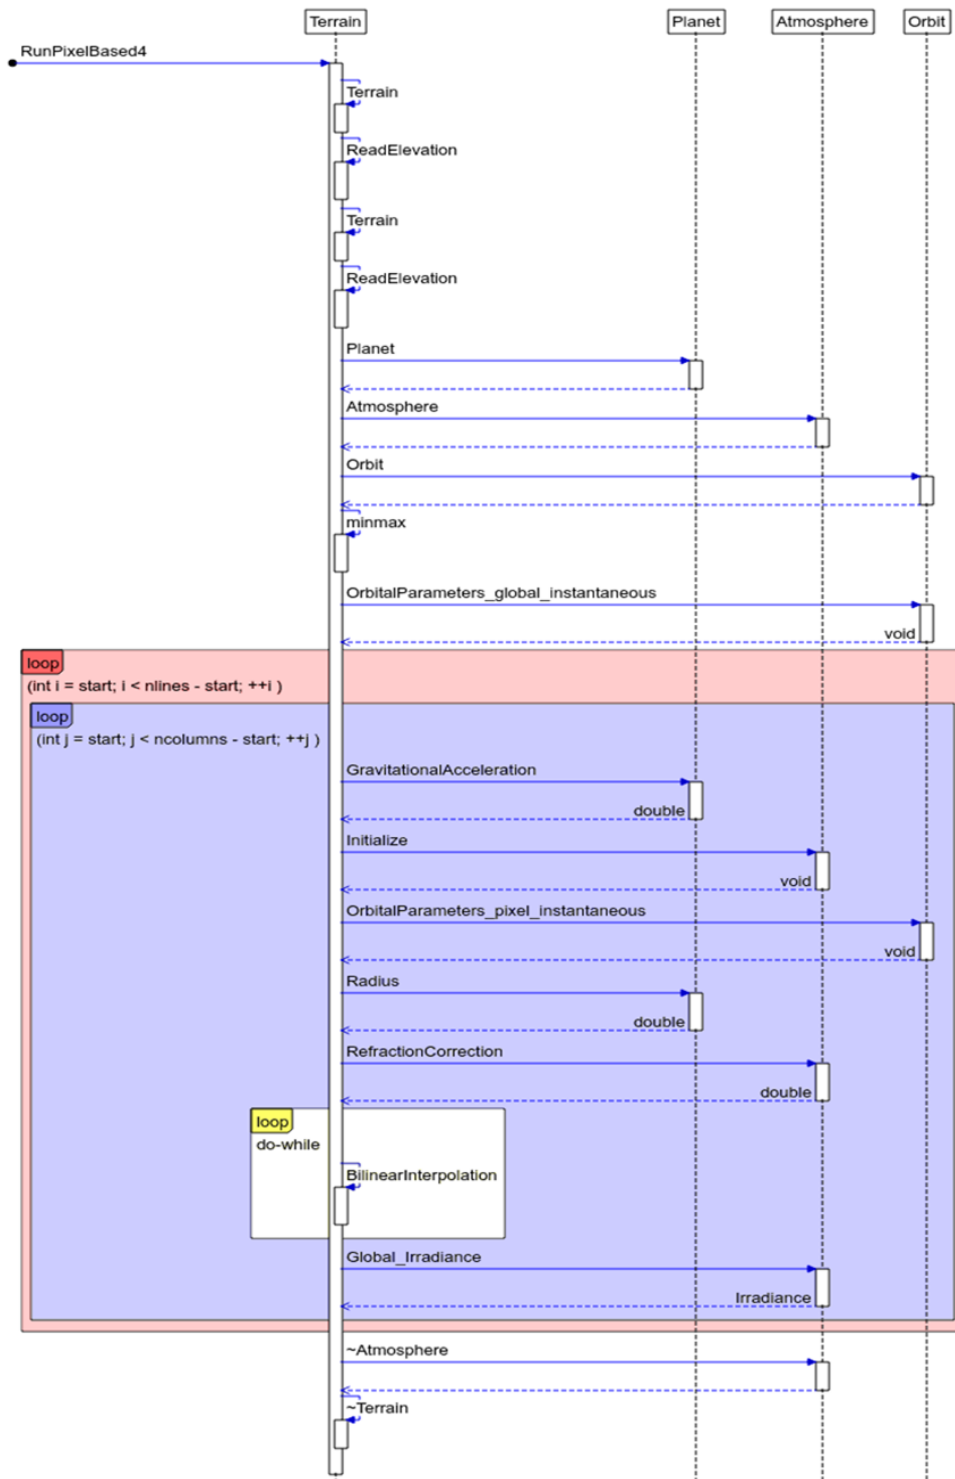 Terrain
Planet
Atmosphere
Orbit
RunPixelBased4
Terrain
ReadElevation
Terrain
ReadElevation
Planet
Atmosphere
Orbit
minmax
OrbitalParameters_global_instantaneous
void
loop
(int i = start; i < nlines - start; ++i )
loop
(int j = start; j < ncolumns - start; ++j )
GravitationalAcceleration
double
Initialize
void
OrbitalParameters_pixel_instantaneous
void
Radius
double
RefractionCorrection
double
loop
do-while
BilinearInterpolation
Global_Irradiance
Irradiance
~Atmosphere
~Terrain